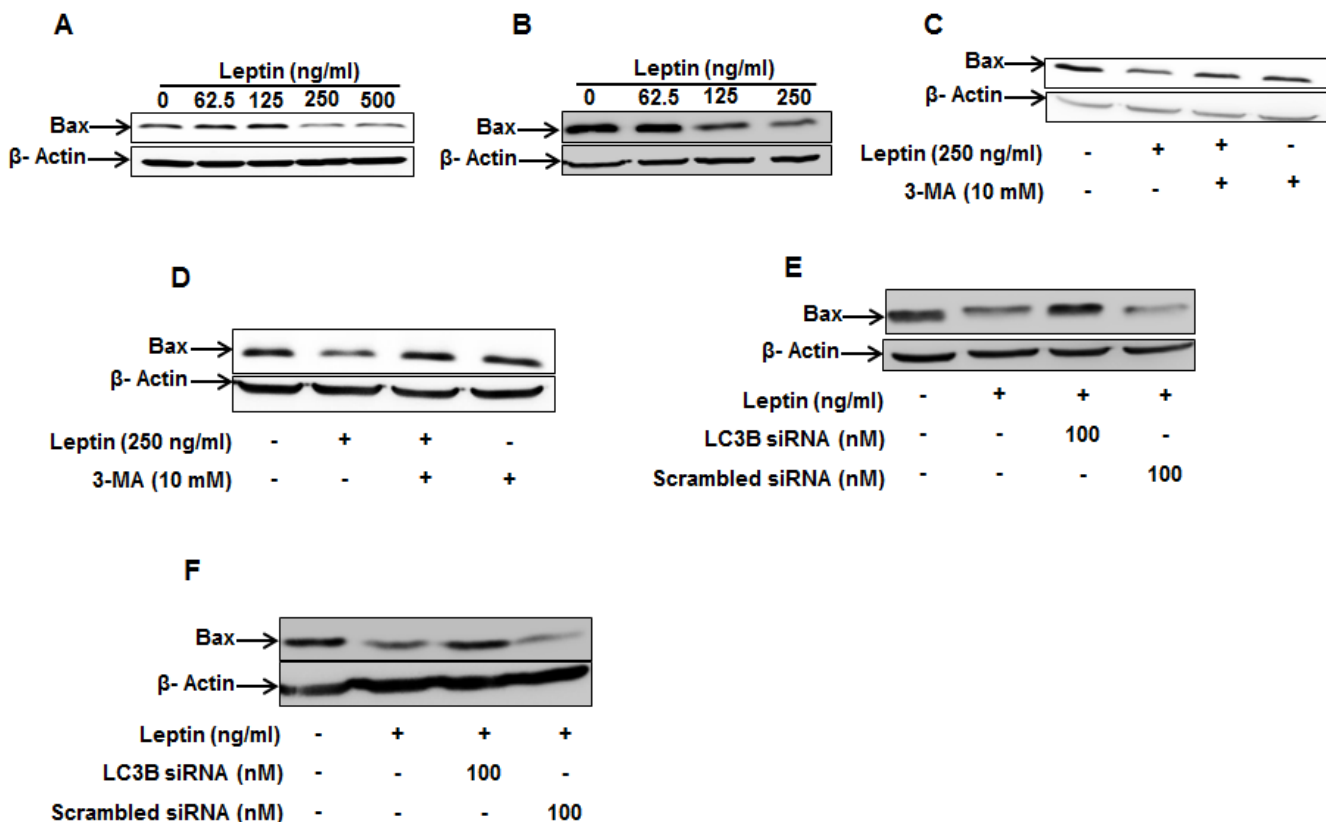 A
Leptin (ng/ml)
0 62.5 125 250 500
Bax
β- Actin
B
Leptin (ng/ml)
0 62.5 125 250
Bax
β- Actin
C
Bax
β- Actin
Leptin (250 ng/ml) - + + -
3-MA (10 mM) - - + +
D
Bax
β- Actin
Leptin (250 ng/ml) - + + -
3-MA (10 mM) - - + +
E
Bax
β- Actin
Leptin (ng/ml) - + + +
LC3B siRNA (nM) - - 100 -
Scrambled siRNA (nM) - - - 100
F
Bax
β- Actin
Leptin (ng/ml) - + + +
LC3B siRNA (nM) - - 100 -
Scrambled siRNA (nM) - - - 100